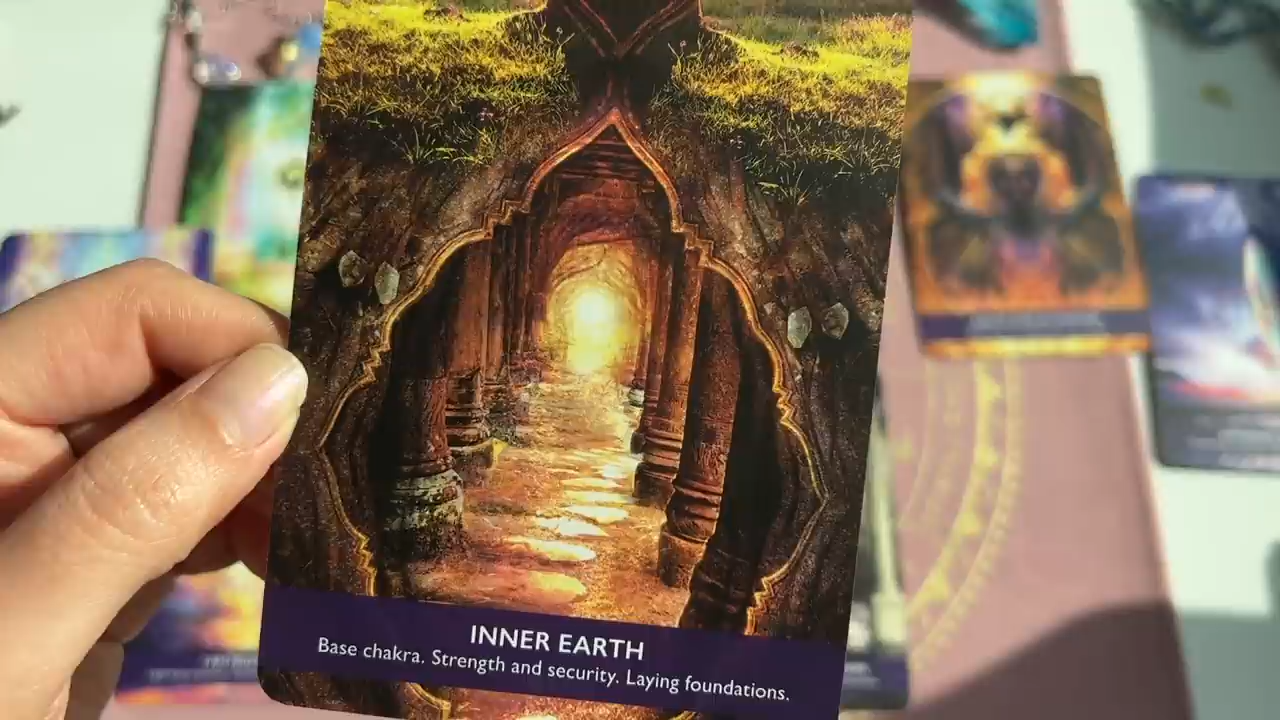 INNER EARTH
Base chakra. Strength and security. Laying foundations.